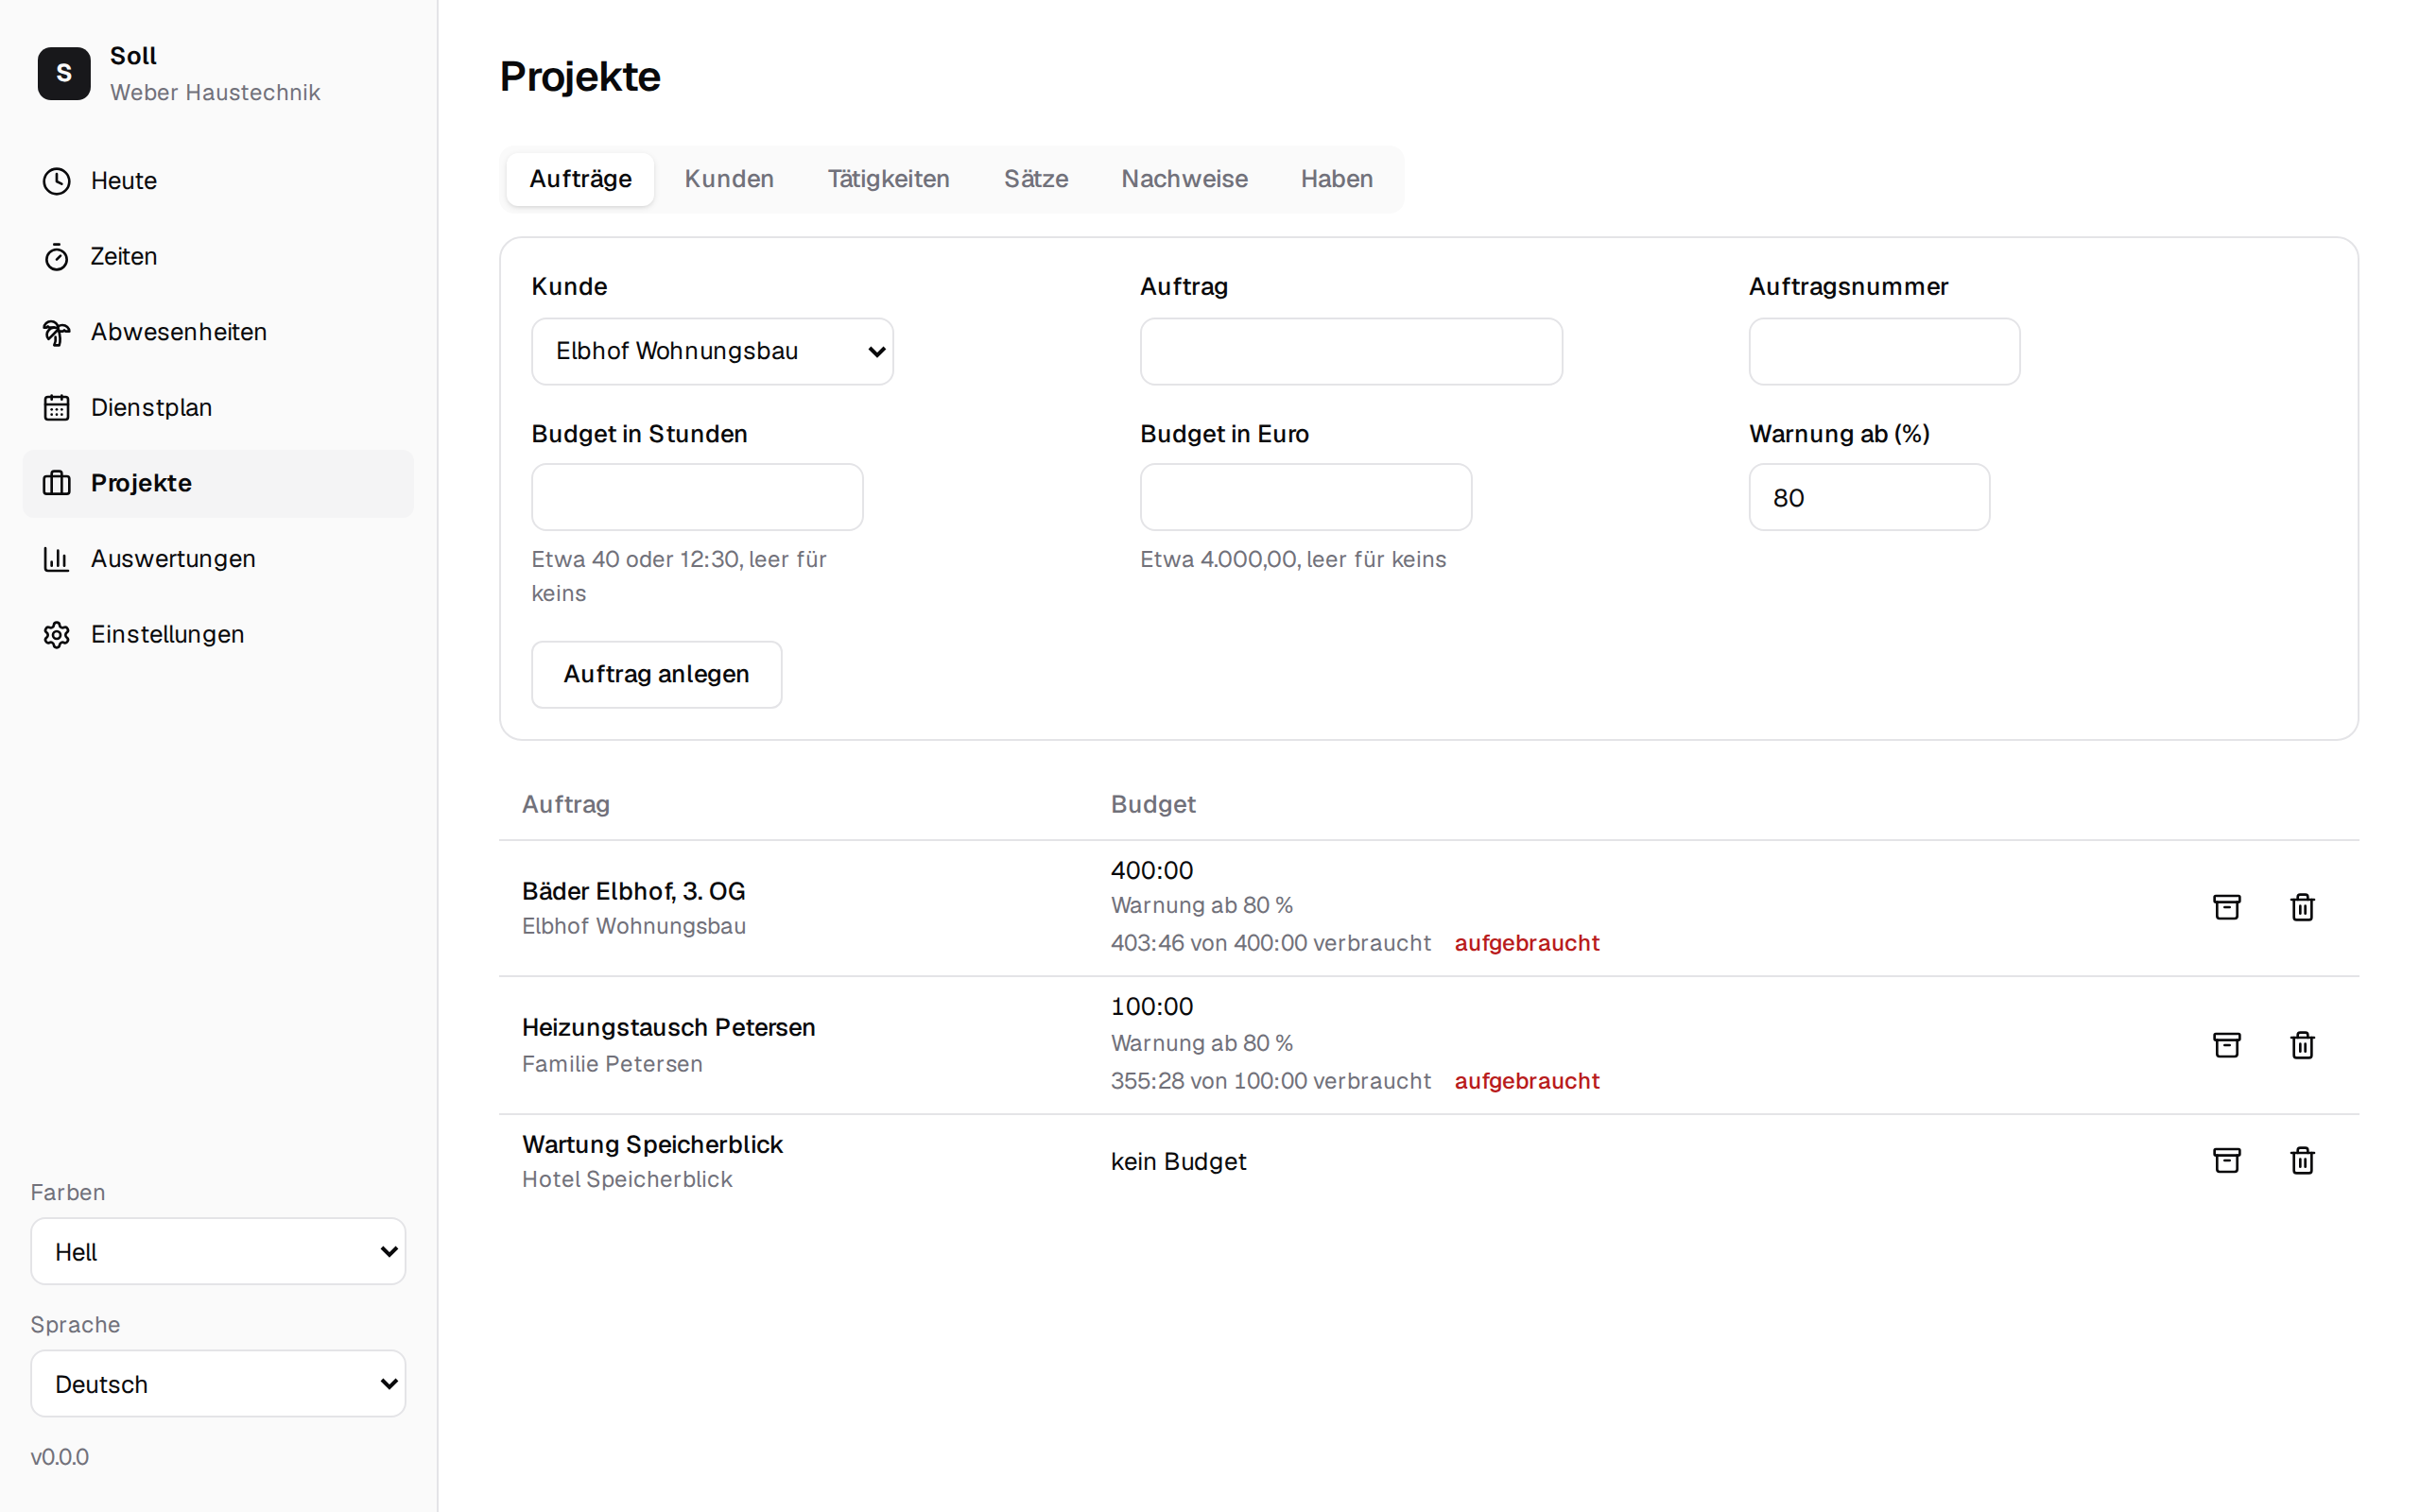 S
Soll
Weber Haustechnik
Heute
Zeiten
Abwesenheiten
Dienstplan
Projekte
Auswertungen
Einstellungen
Farben
Hell
Sprache
Deutsch
v0.0.0
Projekte
Aufträge Kunden Tätigkeiten Sätze Nachweise Haben
Kunde Auftrag Auftragsnummer
Elbhof Wohnungsbau
Budget in Stunden Budget in Euro Warnung ab (%)
80
Etwa 40 oder 12:30, leer für
keins
Etwa 4.000,00, leer für keins
Auftrag anlegen
Auftrag Budget
Bäder Elbhof, 3. OG
Elbhof Wohnungsbau
400:00
Warnung ab 80 %
403:46 von 400:00 verbraucht aufgebraucht
Heizungstausch Petersen
Familie Petersen
100:00
Warnung ab 80 %
355:28 von 100:00 verbraucht aufgebraucht
Wartung Speicherblick
Hotel Speicherblick
kein Budget